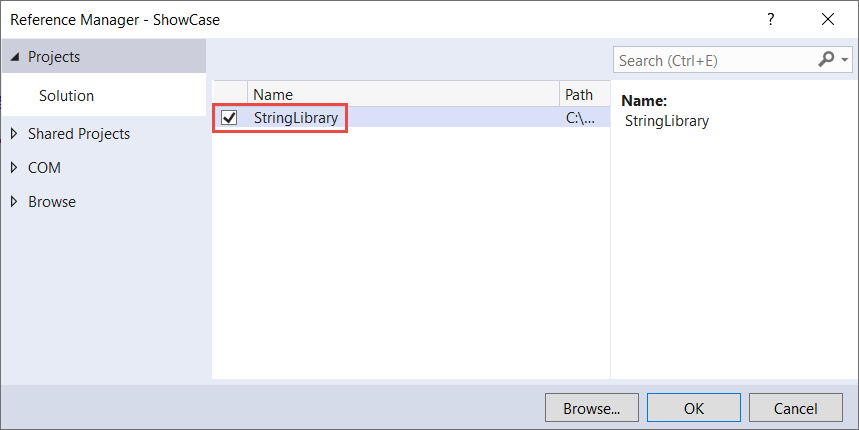 Reference Manager - ShowCase
?
Projects
Search (Ctrl+E)
Solution
Name Path
Name:
StringLibrary C:\...
StringLibrary
Shared Projects
COM
Browse
Browse... OK Cancel